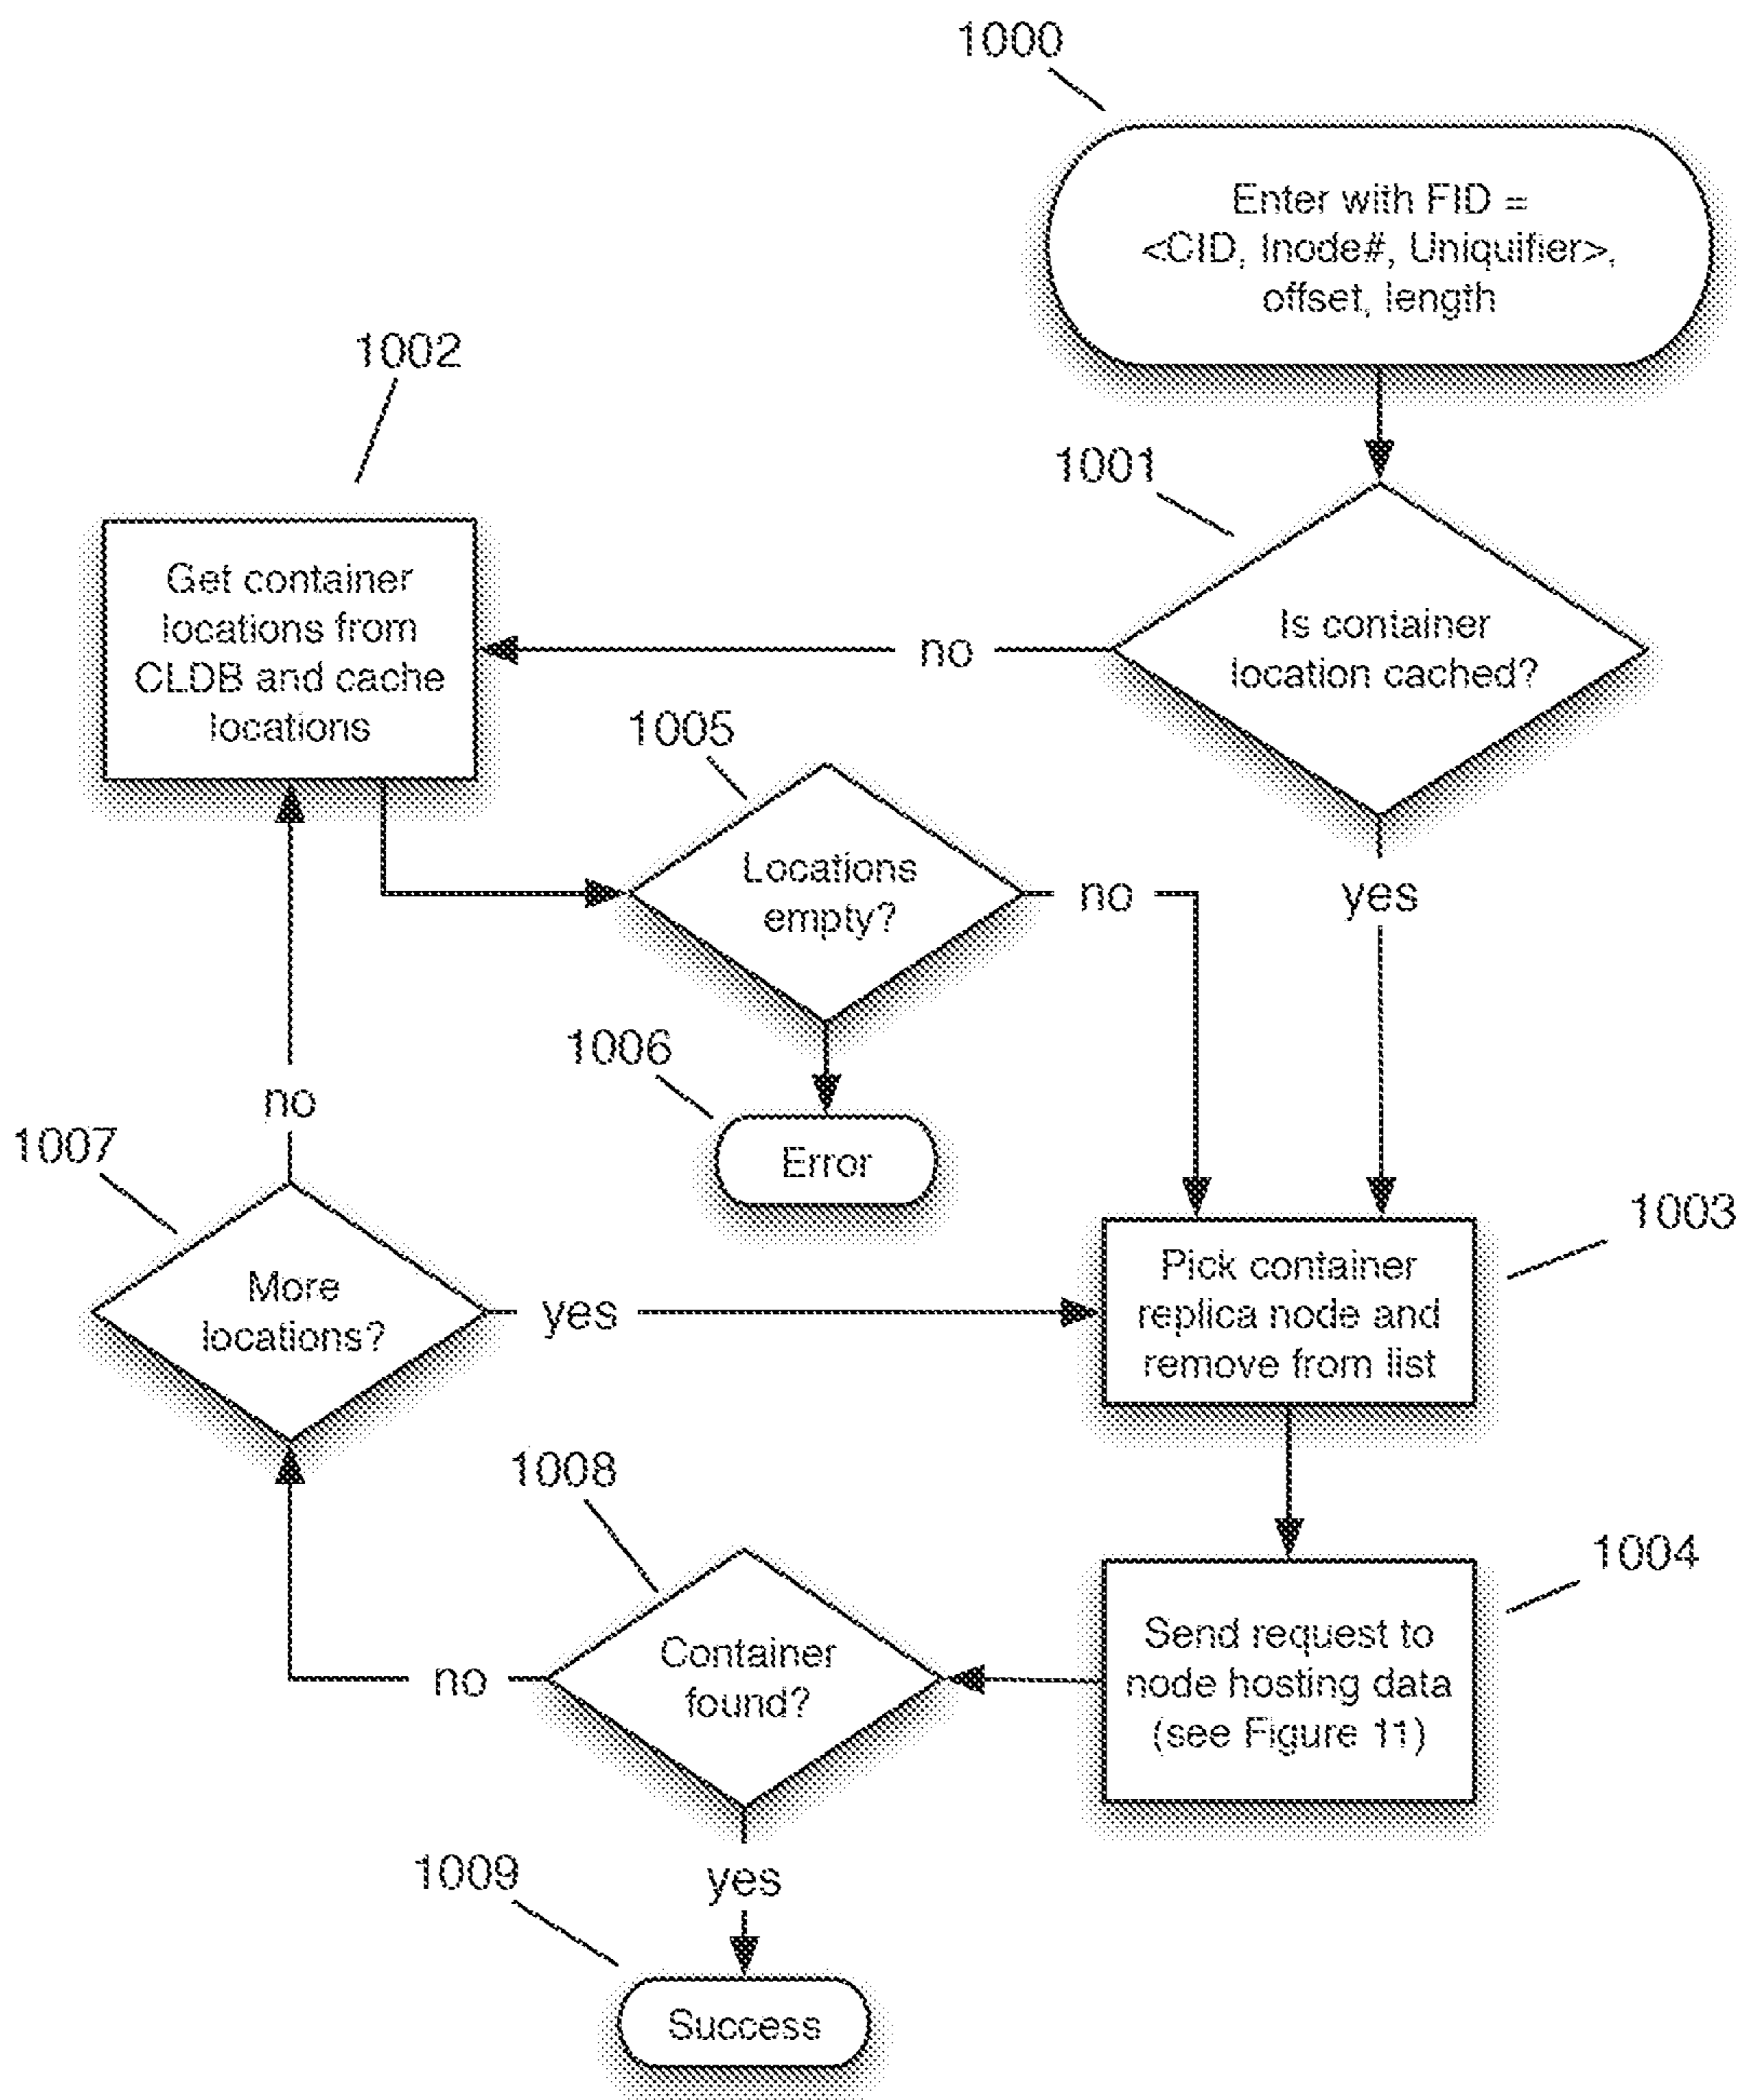 1000
Enter with FID =
<CID, Inode#, Uniquifier>,
offset, length
1002
1001
Get container
locations from
CLDB and cache
locations
no
Is container
location cached?
1005
Locations
empty?
no
yes
1006
Error
no
1007
More
locations?
yes
1003
Pick container
replica node and
remove from list
1008
1004
Container
found?
no
Send request to
node hosting data
(see Figure 11)
1009
yes
Success